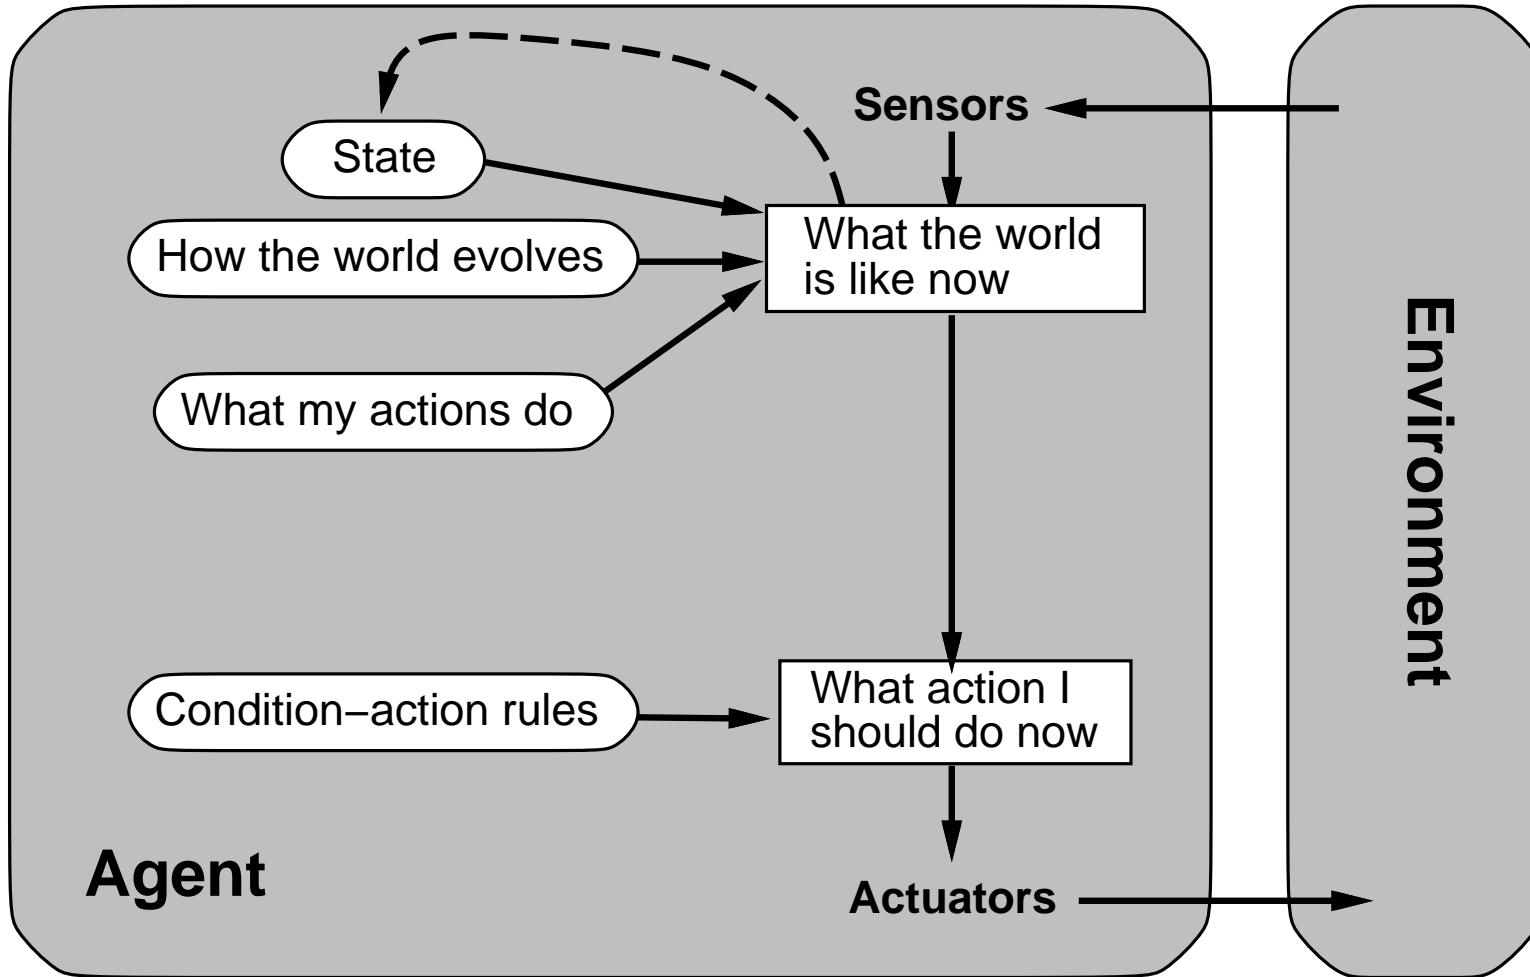 Sensors
State
What the world
is like now
How the world evolves
What my actions do
Environment
Condition−action rules
What action I
should do now
Agent
Actuators